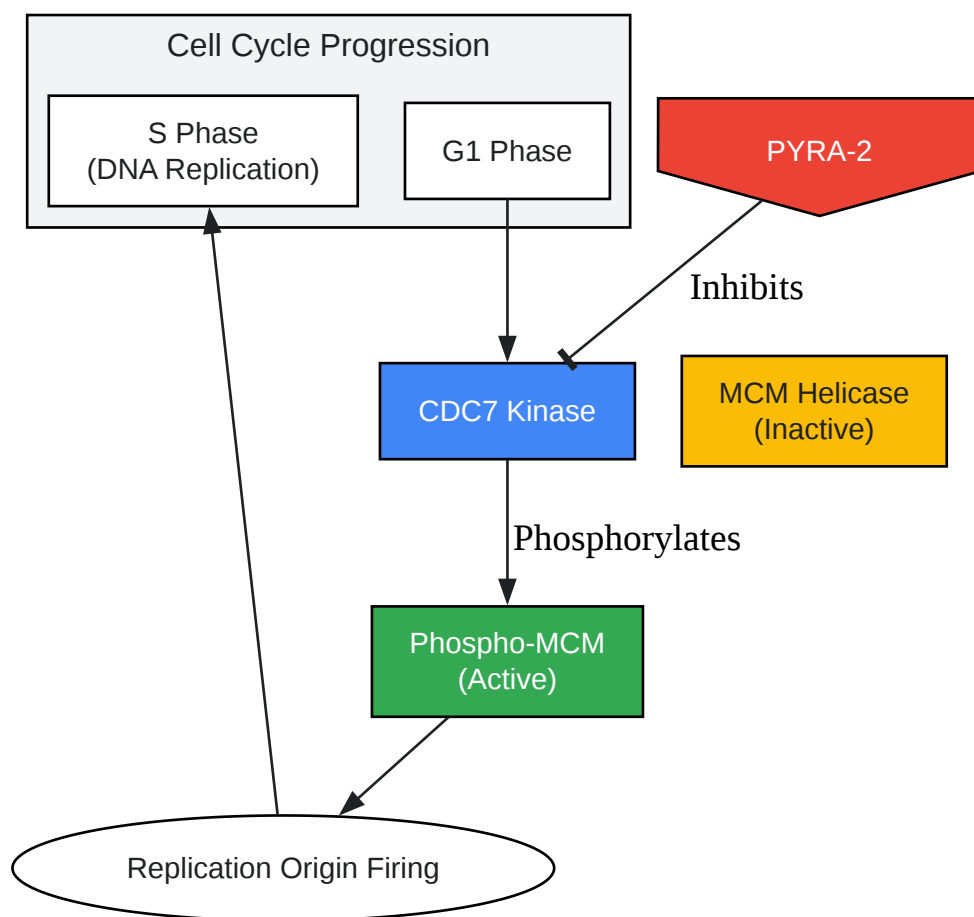 Cell Cycle Progression
S Phase
(DNA Replication)
G1 Phase
PYRA-2
Inhibits
CDC7 Kinase
MCM Helicase
(Inactive)
Phosphorylates
Phospho-MCM
(Active)
Replication Origin Firing